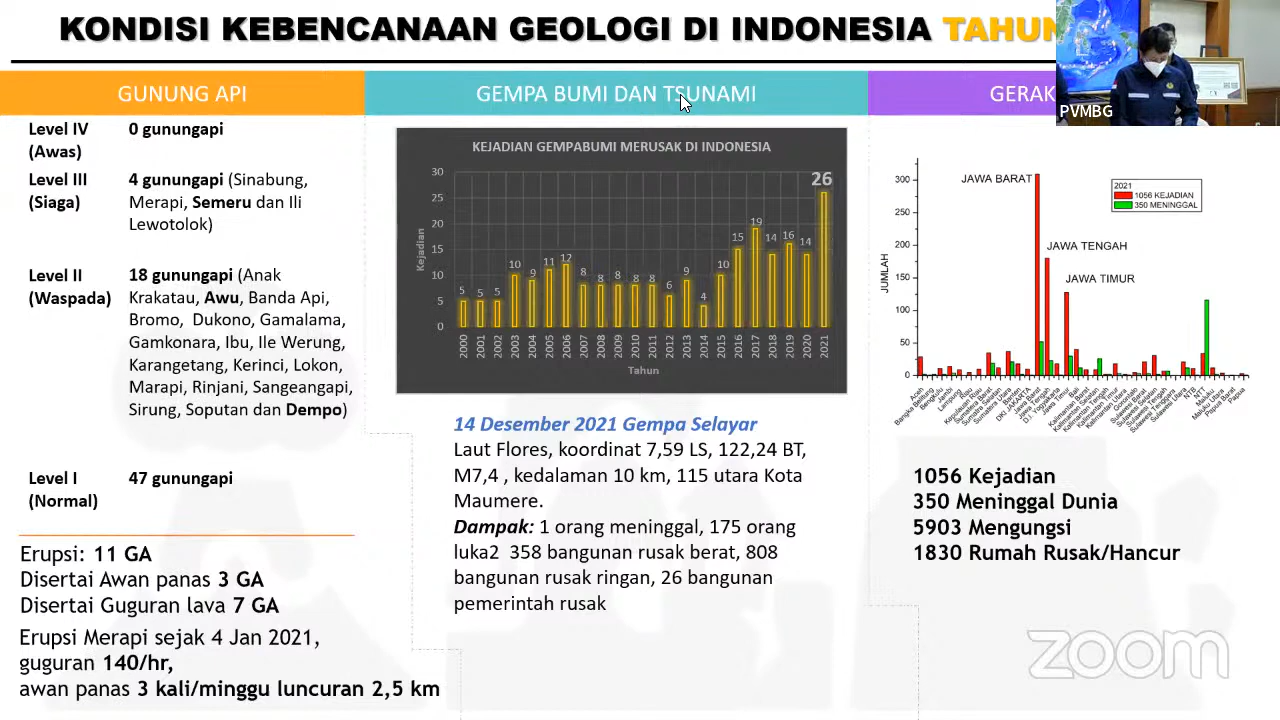 KONDISI KEBENCANAAN GEOLOGI DI INDONESIA TAHUN
PVMBG
GUNUNG API
Level IV
(Awas)
0 gunungapi
Level III
(Siaga)
4 gunungapi (Sinabung,
Merapi, Semeru dan Ili
Lewotolok)
Level II
(Waspada)
18 gunungapi (Anak
Krakatau, Awu, Banda Api,
Bromo, Dukono, Gamalama,
Gamkonara, Ibu, Ile Werung,
Karangetang, Kerinci, Lokon,
Marapi, Rinjani, Sangeangapi,
Sirung, Soputan dan Dempo)
Level I
(Normal)
47 gunungapi
Erupsi: 11 GA
Disertai Awan panas 3 GA
Disertai Guguran lava 7 GA
Erupsi Merapi sejak 4 Jan 2021,
guguran 140/hr,
awan panas 3 kali/minggu luncuran 2,5 km
GEMPA BUMI DAN TSUNAMI
KEJADIAN GEMPABUMI MERUSAK DI INDONESIA
Kejadian
30
25
20
15
10
5
0
5 5 5 10 9 11 12 8 8 9 8 8 6 9 4 10 15 19 14 16 14 26
2000 2001 2002 2003 2004 2005 2006 2007 2008 2009 2010 2011 2012 2013 2014 2015 2016 2017 2018 2019 2020 2021
Tahun
14 Desember 2021 Gempa Selayar
Laut Flores, koordinat 7,59 LS, 122,24 BT,
M7,4 , kedalaman 10 km, 115 utara Kota
Maumere.
Dampak: 1 orang meninggal, 175 orang
luka2 358 bangunan rusak berat, 808
bangunan rusak ringan, 26 bangunan
pemerintah rusak
GERAK
JUMLAH
300
250
200
150
100
50
0
JAWA BARAT
JAWA TENGAH
JAWA TIMUR
2021
1056 KEJADIAN
350 MENINGGAL
1056 Kejadian
350 Meninggal Dunia
5903 Mengungsi
1830 Rumah Rusak/Hancur
zoom